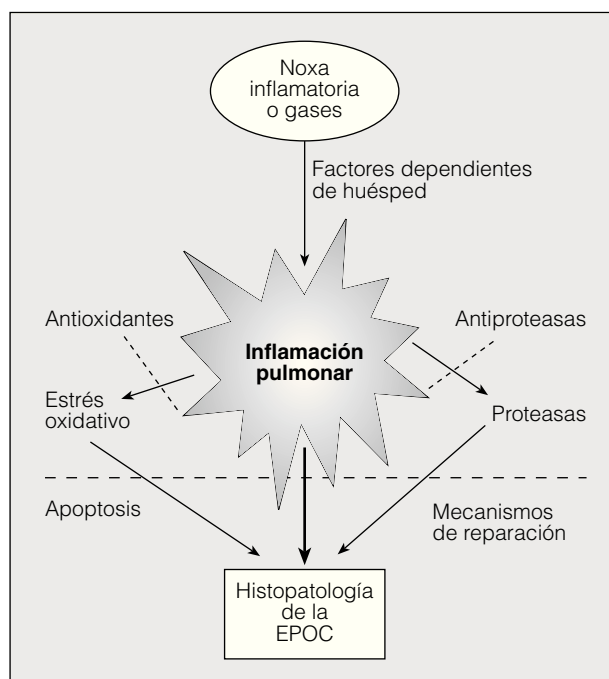 Noxa
inflamatoria
o gases
Factores dependientes
de huésped
Antioxidantes
Antiproteasas
Inflamación
pulmonar
Estrés
oxidativo
Proteasas
Apoptosis
Mecanismos
de reparación
Histopatología
de la
EPOC